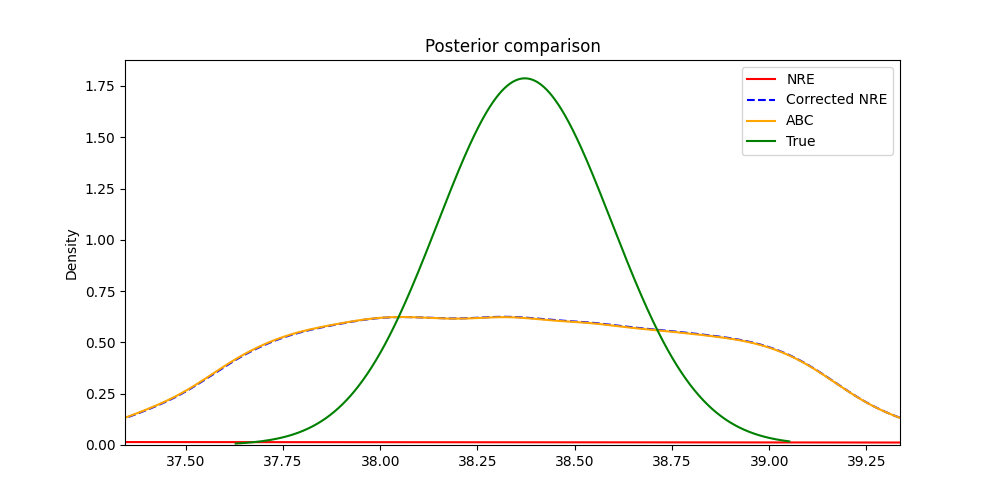 Posterior comparison
NRE
Corrected NRE
ABC
True
Density
1.75
1.50
1.25
1.00
0.75
0.50
0.25
0.00
37.50 37.75 38.00 38.25 38.50 38.75 39.00 39.25